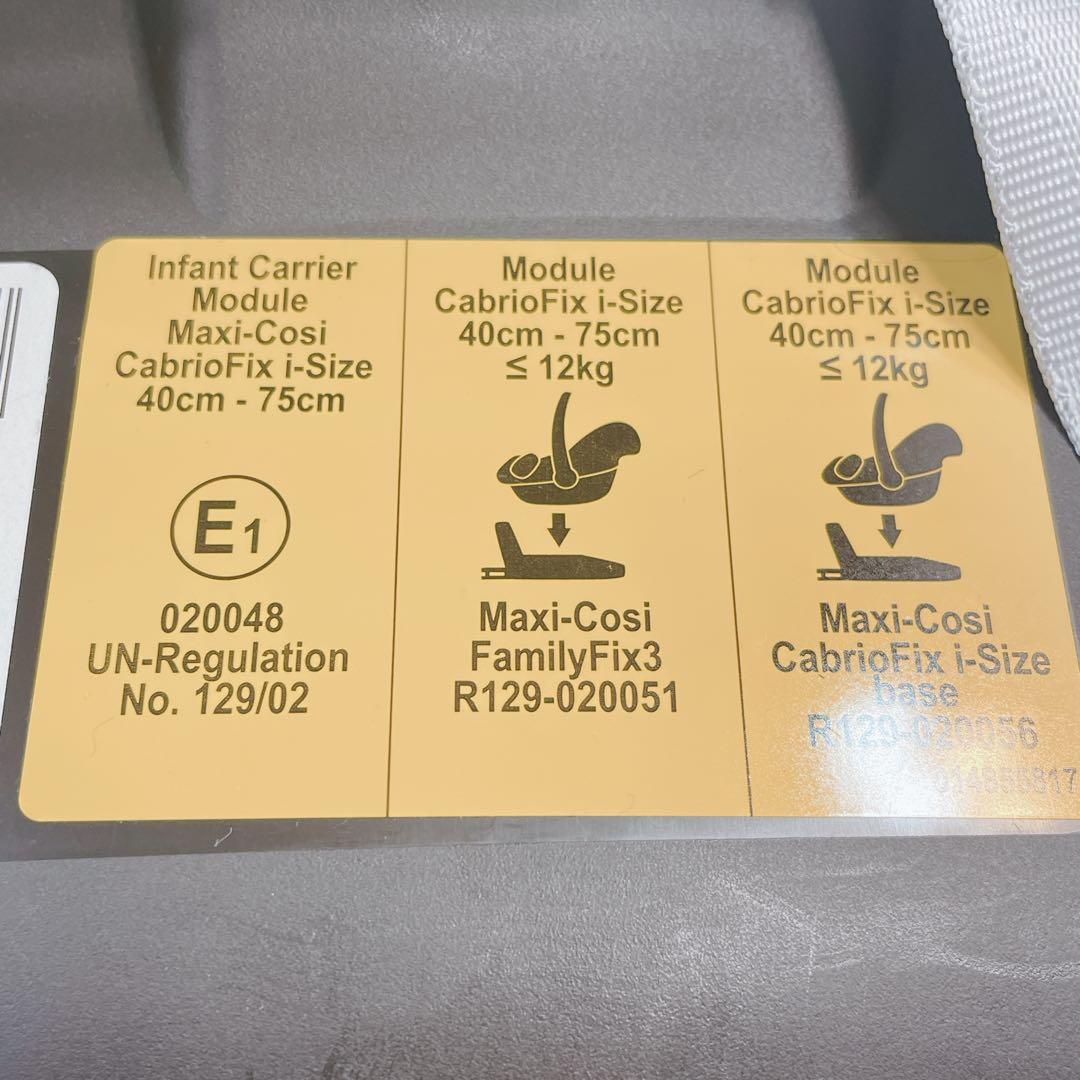 Infant Carrier
Module
Maxi-Cosi
CabrioFix i-Size
40cm - 75cm
E1
020048
UN-Regulation
No. 129/02
Module
CabrioFix i-Size
40cm - 75cm
≤ 12kg
Maxi-Cosi
FamilyFix3
R129-020051
Module
CabrioFix i-Size
40cm - 75cm
≤ 12kg
Maxi-Cosi
CabrioFix i-Size
base
R129-020056